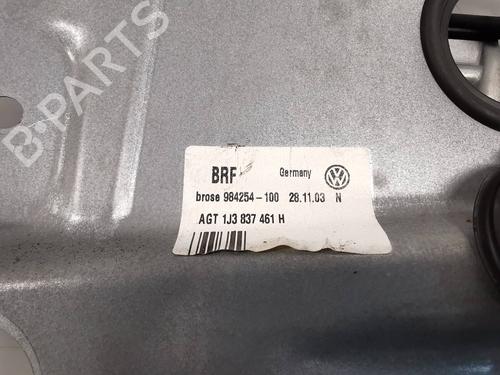 B-PARTS
BRF Germany
brose 984254-100 28.11.03 N
AGT 1J3 837 461 H